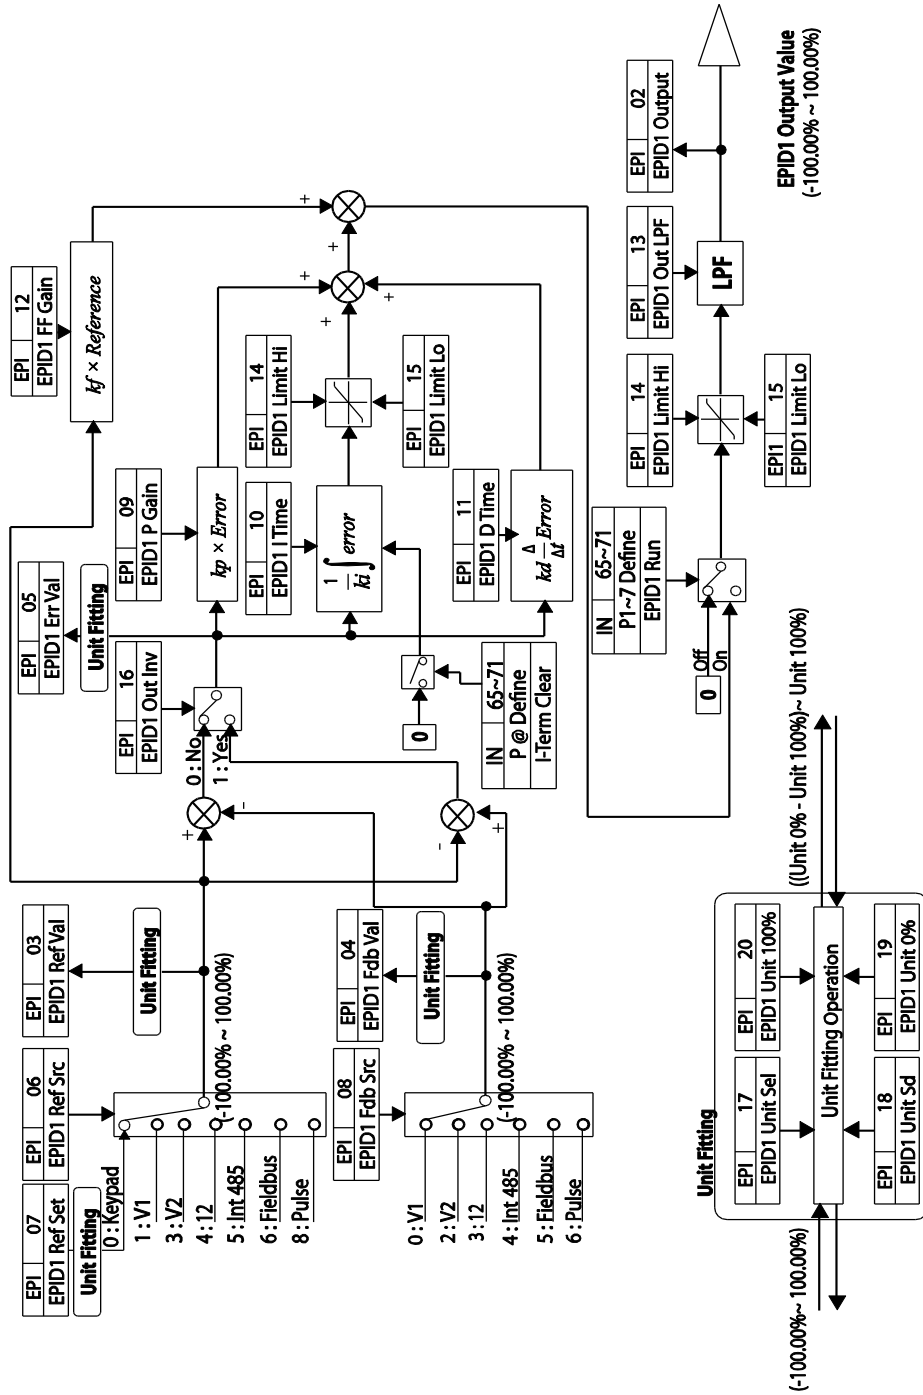 EPI 07
EPID1 Ref Set
Unit Fitting
EPI 06
EPID1 Ref Src
EPI 03
EPID1 Ref Val
Unit Fitting
0 : Keypad
1 : V1
3 : V2
4 : 12
5 : Int 485
6 : Fieldbus
8 : Pulse
(-100.00% ~ 100.00%)
EPI 08
EPID1 Fdb Src
EPI 04
EPID1 Fdb Val
Unit Fitting
0 : V1
2 : V2
3 : 12
4 : Int 485
5 : Fieldbus
6 : Pulse
(-100.00% ~ 100.00%)
+
-
-
+
EPI 05
EPID1 Err Val
Unit Fitting
EPI 16
EPID1 Out Inv
0 : No
1 : Yes
EPI 12
EPID1 FF Gain
kf × Reference
EPI 09
EPID1 P Gain
kp × Error
EPI 10
EPID1 I Time
1/ki ∫ error
EPI 14
EPID1 Limit Hi
EPI 15
EPID1 Limit Lo
EPI 11
EPID1 D Time
kd Δ/Δt Error
0
IN 65~71
P @ Define
I-Term Clear
+
+
+
+
+
IN 65~71
P1~7 Define
EPID1 Run
0
Off
On
EPI 14
EPID1 Limit Hi
EPI1 15
EPID1 Limit Lo
EPI 13
EPID1 Out LPF
LPF
EPI 02
EPID1 Output
EPID1 Output Value
(-100.00% ~ 100.00%)
Unit Fitting
EPI 17
EPID1 Unit Sel
EPI 20
EPID1 Unit 100%
Unit Fitting Operation
EPI 18
EPID1 Unit Sd
EPI 19
EPID1 Unit 0%
(-100.00%~ 100.00%)
((Unit 0% - Unit 100%)~ Unit 100%)